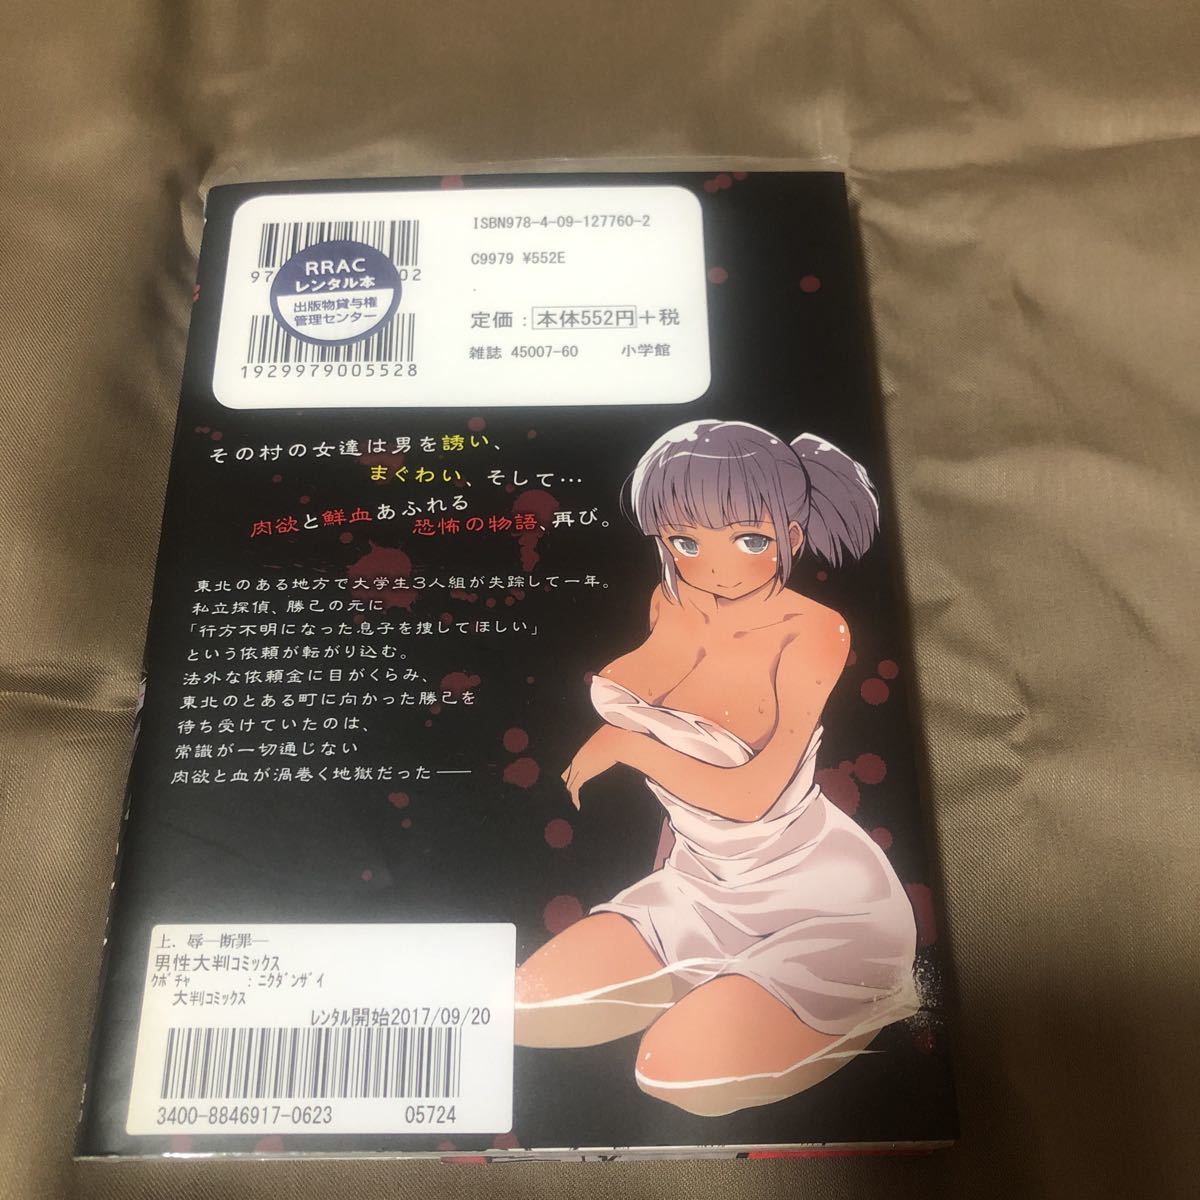 ISBN978-4-09-127760-2
C9979 ¥552E
定価：本体552円+税
雑誌 45007-60 小学館
97
02
RRAC
レンタル本
出版物貸与権
管理センター
1929979005528
その村の女達は男を誘い、
まぐわい、そして…
肉欲と鮮血あふれる
恐怖の物語、再び。
東北のある地方で大学生3人組が失踪して一年。
私立探偵、勝己の元に
「行方不明になった息子を捜してほしい」
という依頼が転がり込む。
法外な依頼金に目がくらみ、
東北のとある町に向かった勝己を
待ち受けていたのは、
常識が一切通じない
肉欲と血が渦巻く地獄だった――
上．辱―断罪―
男性大判コミックス
ｸﾎﾞﾁｬ : ﾆｸﾀﾞﾝｻﾞｲ
大判コミックス
ﾚﾝﾀﾙ開始2017/09/20
3400-8846917-0623 05724